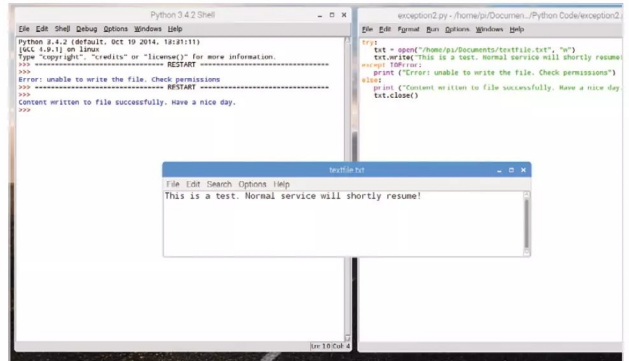 Python 3.4.2 Shell
File Edit Shell Debug Options Windows Help
Python 3.4.2 (default, Oct 19 2014, 13:31:11)
[GCC 4.9.1] on linux
Type "copyright", "credits" or "license()" for more information.
>>> ================================ RESTART ================================
>>>
Error: unable to write the file. Check permissions
>>> ================================ RESTART ================================
>>>
Content written to file successfully. Have a nice day.
>>>
Ln: 10 Col: 4
exception2.py - /home/pi/Documen.../Python Code/exception2.
File Edit Format Run Options Windows Help
try:
txt = open("/home/pi/Documents/textfile.txt", "w")
txt.write("This is a test. Normal service will shortly resume!
except IOError:
print ("Error: unable to write the file. Check permissions")
else:
print ("Content written to file successfully. Have a nice day
txt.close()
textfile.txt
File Edit Search Options Help
This is a test. Normal service will shortly resume!